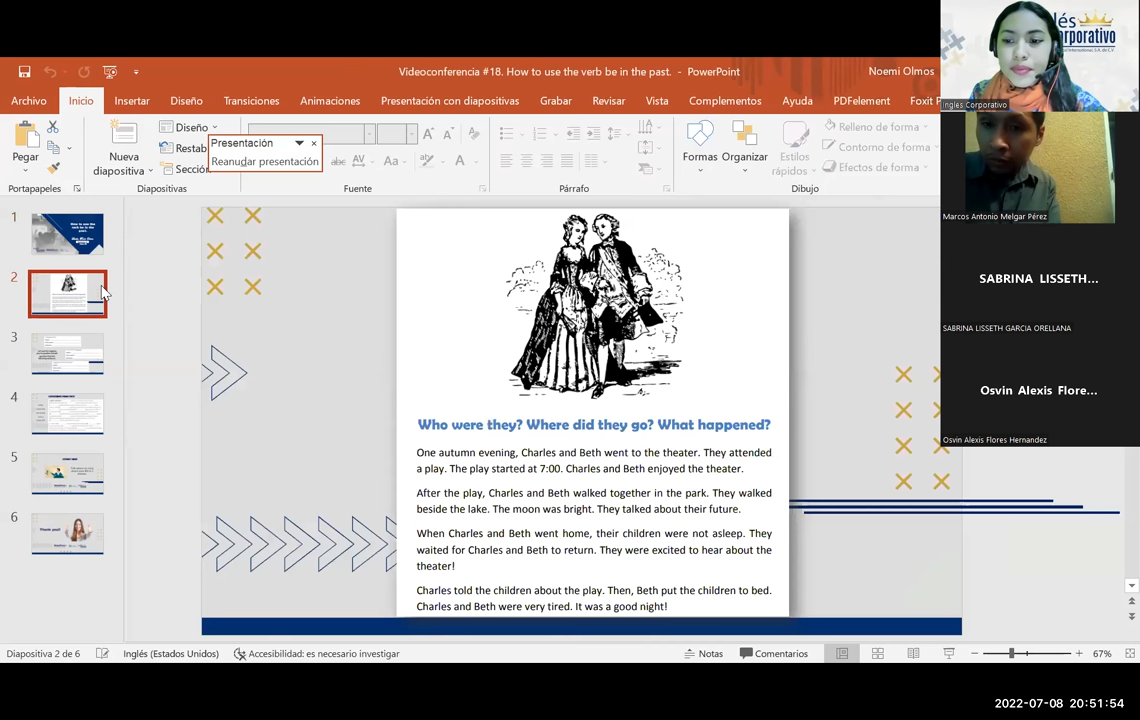 Videoconferencia #18. How to use the verb be in the past. - PowerPoint
Noemi Olmos
Archivo
Inicio
Insertar
Diseño
Transiciones
Animaciones
Presentación con diapositivas
Grabar
Revisar
Vista
Complementos
Ayuda
PDFelement
Foxit
Pegar
Nueva
diapositiva
Diseño
Restab
Sección
Presentación
Reanudar presentación
Formas
Organizar
Estilos
rápidos
Relleno de forma
Contorno de forma
Efectos de forma
Portapapeles
Diapositivas
Fuente
Párrafo
Dibujo
1
2
3
4
5
6
Who were they? Where did they go? What happened?
One autumn evening, Charles and Beth went to the theater. They attended
a play. The play started at 7:00. Charles and Beth enjoyed the theater.
After the play, Charles and Beth walked together in the park. They walked
beside the lake. The moon was bright. They talked about their future.
When Charles and Beth went home, their children were not asleep. They
waited for Charles and Beth to return. They were excited to hear about the
theater!
Charles told the children about the play. Then, Beth put the children to bed.
Charles and Beth were very tired. It was a good night!
Diapositiva 2 de 6
Inglés (Estados Unidos)
Accesibilidad: es necesario investigar
Notas
Comentarios
67%
Inglés Corporativo
Marcos Antonio Melgar Pérez
SABRINA LISSETH...
SABRINA LISSETH GARCIA ORELLANA
Osvin Alexis Flore...
Osvin Alexis Flores Hernandez
2022-07-08 20:51:54